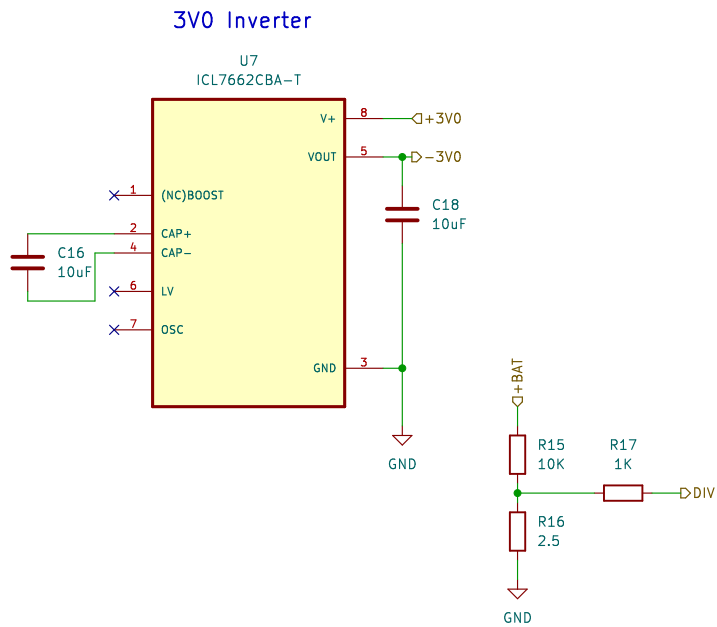 3V0 Inverter
U7
ICL7662CBA-T
V+ 8 +3V0
VOUT 5 -3V0
1 (NC)BOOST
C18
10uF
2 CAP+
4 CAP-
C16
10uF
6 LV
7 OSC
GND 3
GND
+BAT
R15
10K
R17
1K
DIV
R16
2.5
GND